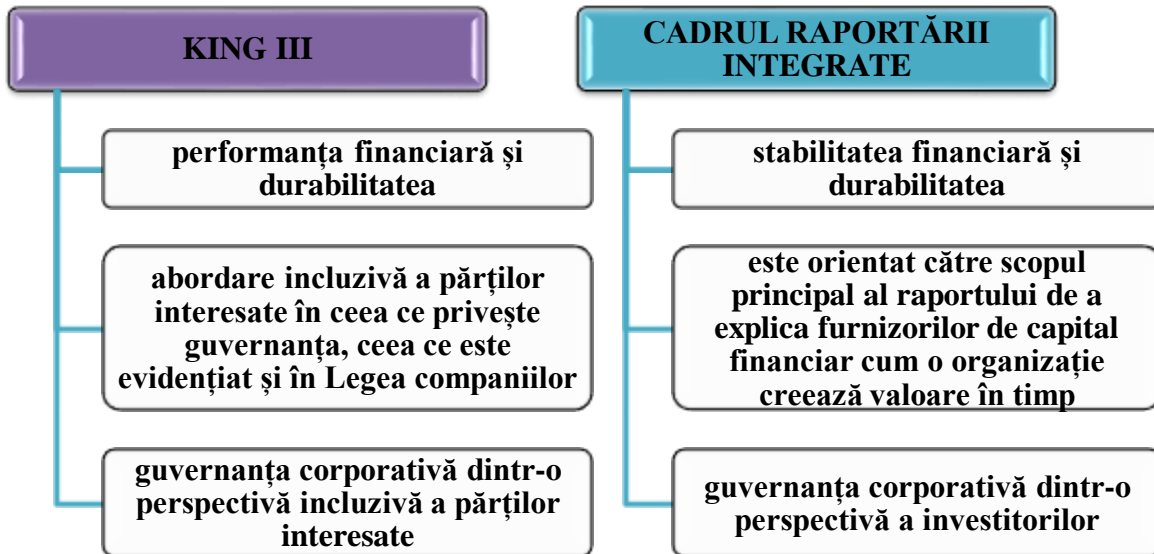 KING III
performanța financiară și
durabilitatea
abordare incluzivă a părților
interesate în ceea ce privește
guvernanța, ceea ce este
evidențiat și în Legea companiilor
guvernanța corporativă dintr-o
perspectivă incluzivă a părților
interesate
CADRUL RAPORTĂRII
INTEGRATE
stabilitatea financiară și
durabilitatea
este orientat către scopul
principal al raportului de a
explica furnizorilor de capital
financiar cum o organizație
creează valoare în timp
guvernanța corporativă dintr-o
perspectivă a investitorilor